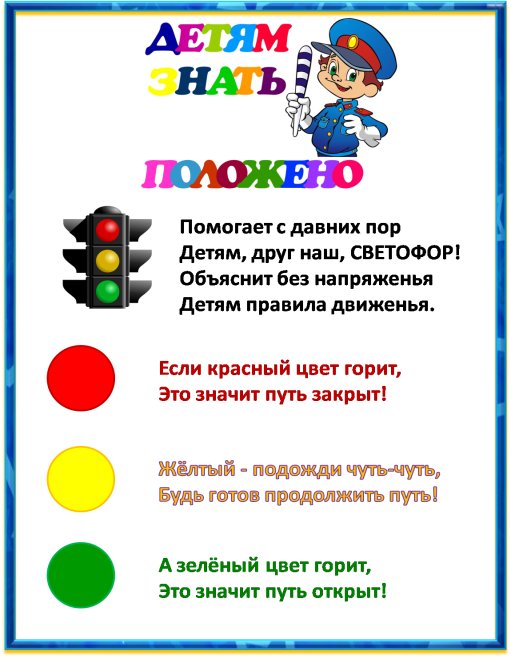 ДЕТЯМ
ЗНАТЬ
ПОЛОЖЕНО
Помогает с давних пор
Детям, друг наш, СВЕТОФОР!
Объяснит без напряженья
Детям правила движенья.
Если красный цвет горит,
Это значит путь закрыт!
Жёлтый - подожди чуть-чуть,
Будь готов продолжить путь!
А зелёный цвет горит,
Это значит путь открыт!